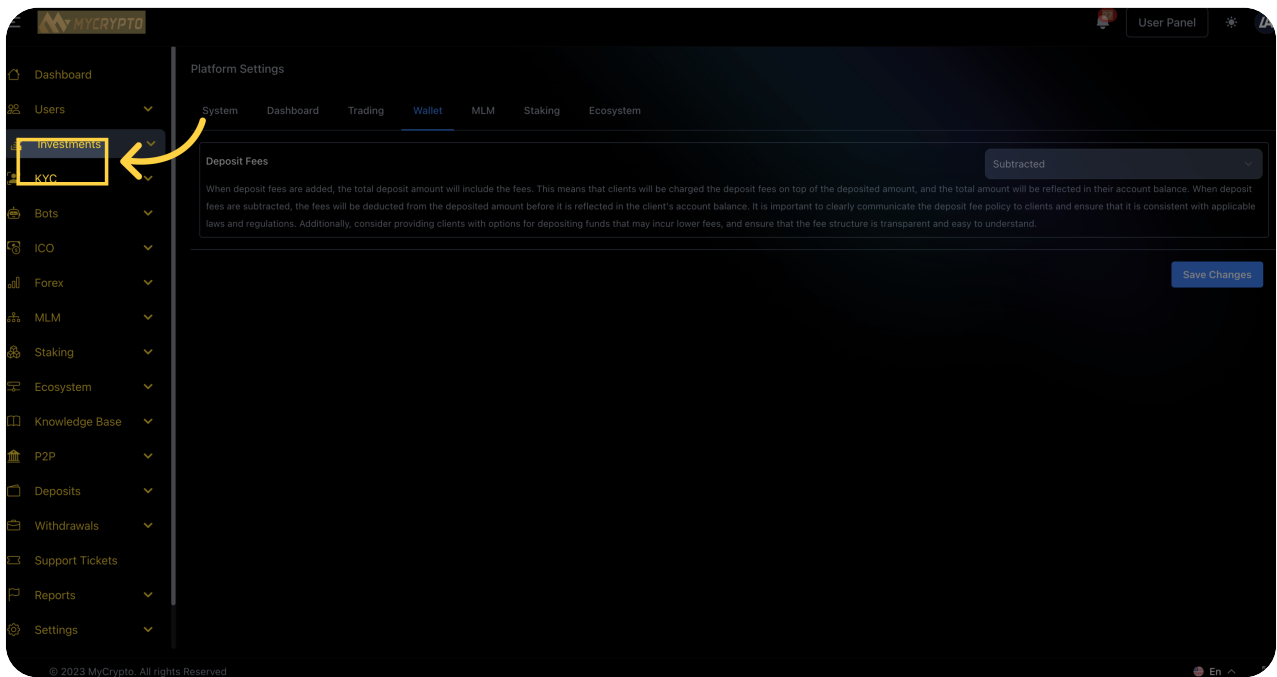 MYCRYPTO
User Panel
Dashboard
Users
Investments
KYC
Bots
ICO
Forex
MLM
Staking
Ecosystem
Knowledge Base
P2P
Deposits
Withdrawals
Support Tickets
Reports
Settings
Platform Settings
System Dashboard Trading Wallet MLM Staking Ecosystem
Deposit Fees
Subtracted
When deposit fees are added, the total deposit amount will include the fees. This means that clients will be charged the deposit fees on top of the deposited amount, and the total amount will be reflected in their account balance. When deposit
fees are subtracted, the fees will be deducted from the deposited amount before it is reflected in the client's account balance. It is important to clearly communicate the deposit fee policy to clients and ensure that it is consistent with applicable
laws and regulations. Additionally, consider providing clients with options for depositing funds that may incur lower fees, and ensure that the fee structure is transparent and easy to understand.
Save Changes
© 2023 MyCrypto. All rights Reserved
En